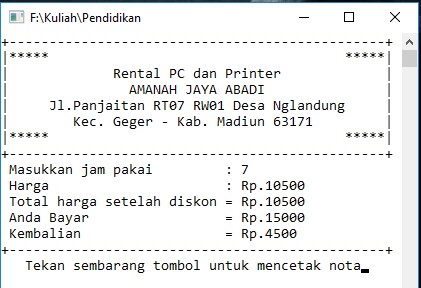 F:\Kuliah\Pendidikan
+------------------------------------------------+
|***** *****|
| Rental PC dan Printer |
| AMANAH JAYA ABADI |
| Jl.Panjaitan RT07 RW01 Desa Nglandung |
| Kec. Geger - Kab. Madiun 63171 |
|***** *****|
+------------------------------------------------+
Masukkan jam pakai : 7
Harga : Rp.10500
Total harga setelah diskon = Rp.10500
Anda Bayar = Rp.15000
Kembalian = Rp.4500
+------------------------------------------------+
Tekan sembarang tombol untuk mencetak nota